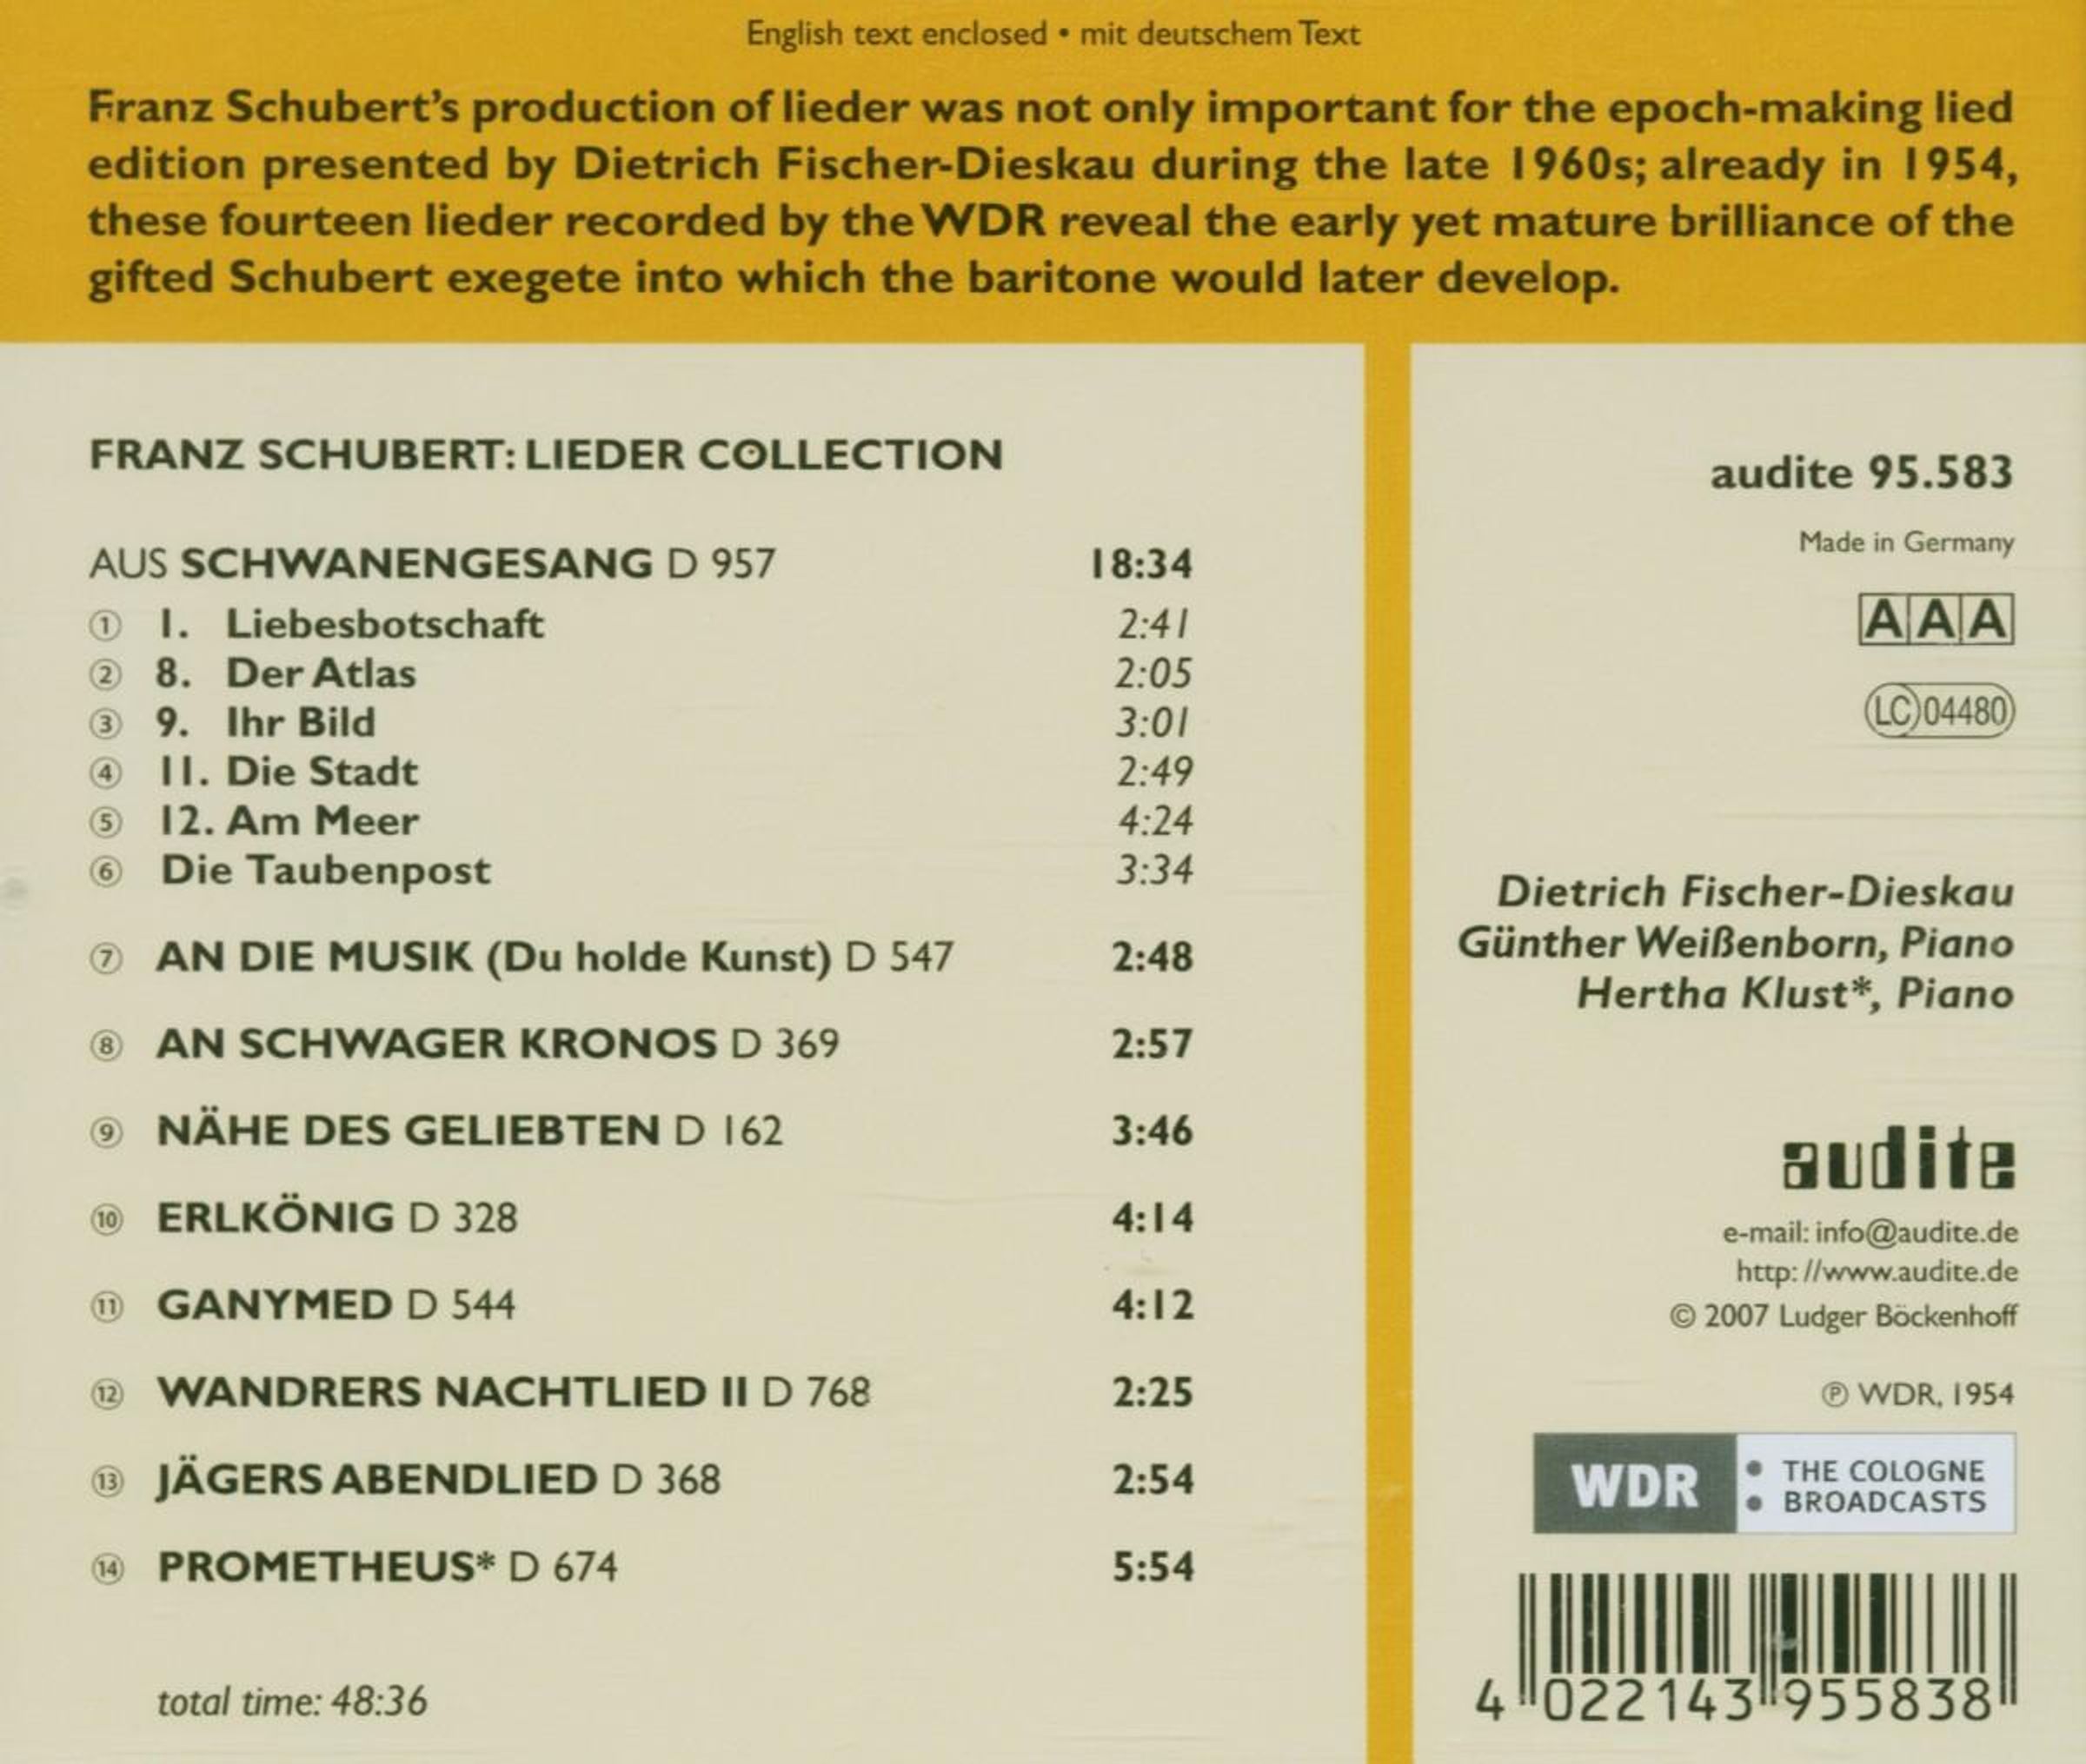 English text enclosed • mit deutschem Text
Franz Schubert's production of lieder was not only important for the epoch-making lied
edition presented by Dietrich Fischer-Dieskau during the late 1960s; already in 1954,
these fourteen lieder recorded by the WDR reveal the early yet mature brilliance of the
gifted Schubert exegete into which the baritone would later develop.
FRANZ SCHUBERT: LIEDER COLLECTION
AUS SCHWANENGESANG D 957 18:34
① 1. Liebesbotschaft 2:41
② 8. Der Atlas 2:05
③ 9. Ihr Bild 3:01
④ 11. Die Stadt 2:49
⑤ 12. Am Meer 4:24
⑥ Die Taubenpost 3:34
⑦ AN DIE MUSIK (Du holde Kunst) D 547 2:48
⑧ AN SCHWAGER KRONOS D 369 2:57
⑨ NÄHE DES GELIEBTEN D 162 3:46
⑩ ERLKÖNIG D 328 4:14
⑪ GANYMED D 544 4:12
⑫ WANDRERS NACHTLIED II D 768 2:25
⑬ JÄGERS ABENDLIED D 368 2:54
⑭ PROMETHEUS* D 674 5:54
total time: 48:36
audite 95.583
Made in Germany
AAA
LC 04480
Dietrich Fischer-Dieskau
Günther Weißenborn, Piano
Hertha Klust*, Piano
audite
e-mail: info@audite.de
http: //www.audite.de
© 2007 Ludger Böckenhoff
℗ WDR, 1954
WDR : THE COLOGNE
BROADCASTS
4 022143 955838